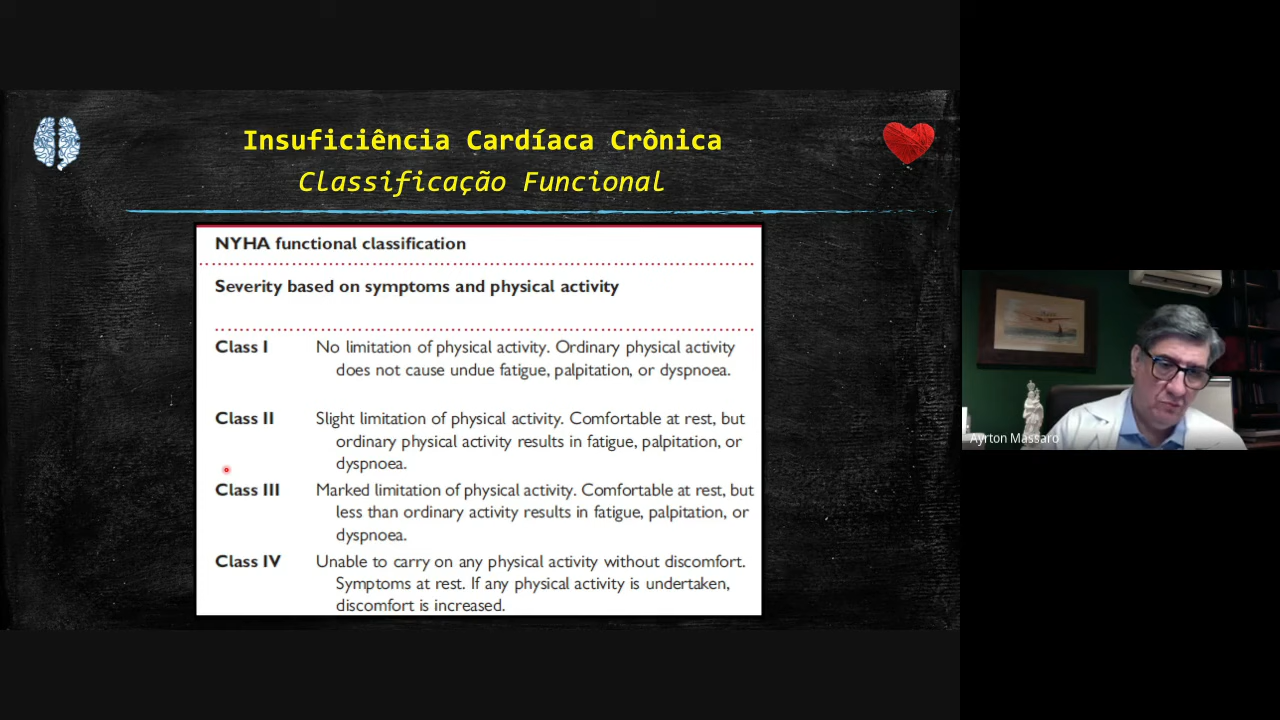 Insuficiência Cardíaca Crônica
Classificação Funcional
NYHA functional classification
Severity based on symptoms and physical activity
Class I No limitation of physical activity. Ordinary physical activity
does not cause undue fatigue, palpitation, or dyspnoea.
Class II Slight limitation of physical activity. Comfortable at rest, but
ordinary physical activity results in fatigue, palpitation, or
dyspnoea.
Class III Marked limitation of physical activity. Comfortable at rest, but
less than ordinary activity results in fatigue, palpitation, or
dyspnoea.
Class IV Unable to carry on any physical activity without discomfort.
Symptoms at rest. If any physical activity is undertaken,
discomfort is increased.
Ayrton Massaro